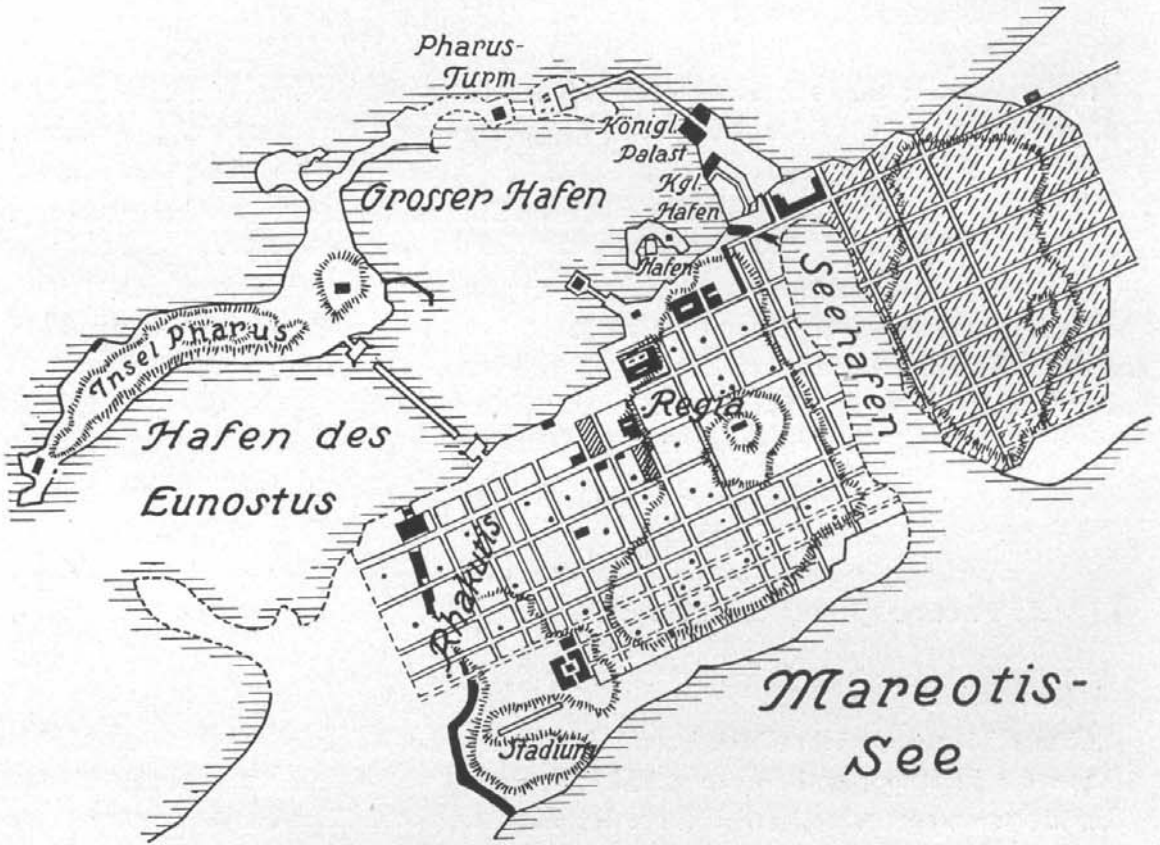 Pharus-
Turm
Königl.
Palast
Kgl.
Hafen
Grosser Hafen
Hafen
Seehafen
Insel Pharus
Regia
Hafen des
Eunostus
Rhakutis
Mareotis-
See
Stadium